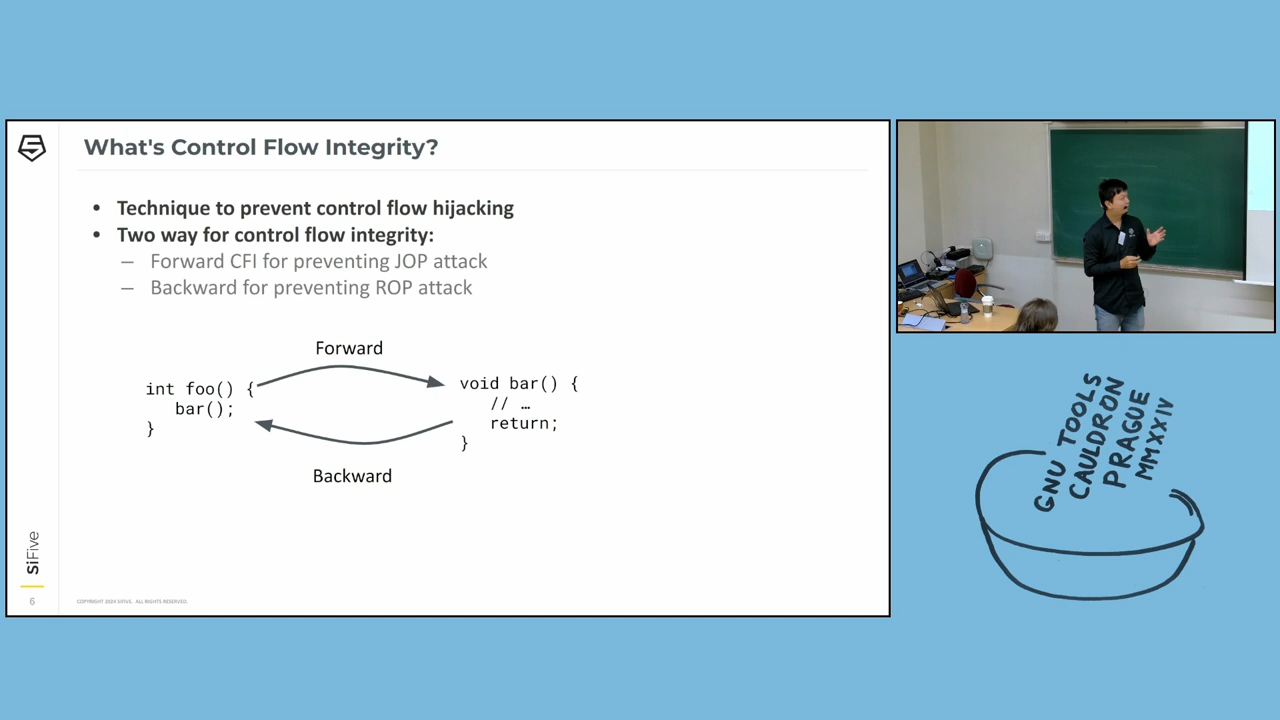 What's Control Flow Integrity?
• Technique to prevent control flow hijacking
• Two way for control flow integrity:
– Forward CFI for preventing JOP attack
– Backward for preventing ROP attack
Forward
int foo() {
bar();
}
void bar() {
// …
return;
}
Backward
SiFive
6
COPYRIGHT 2024 SIFIVE. ALL RIGHTS RESERVED.
GNU TOOLS
CAULDRON
PRAGUE
MMXXIV